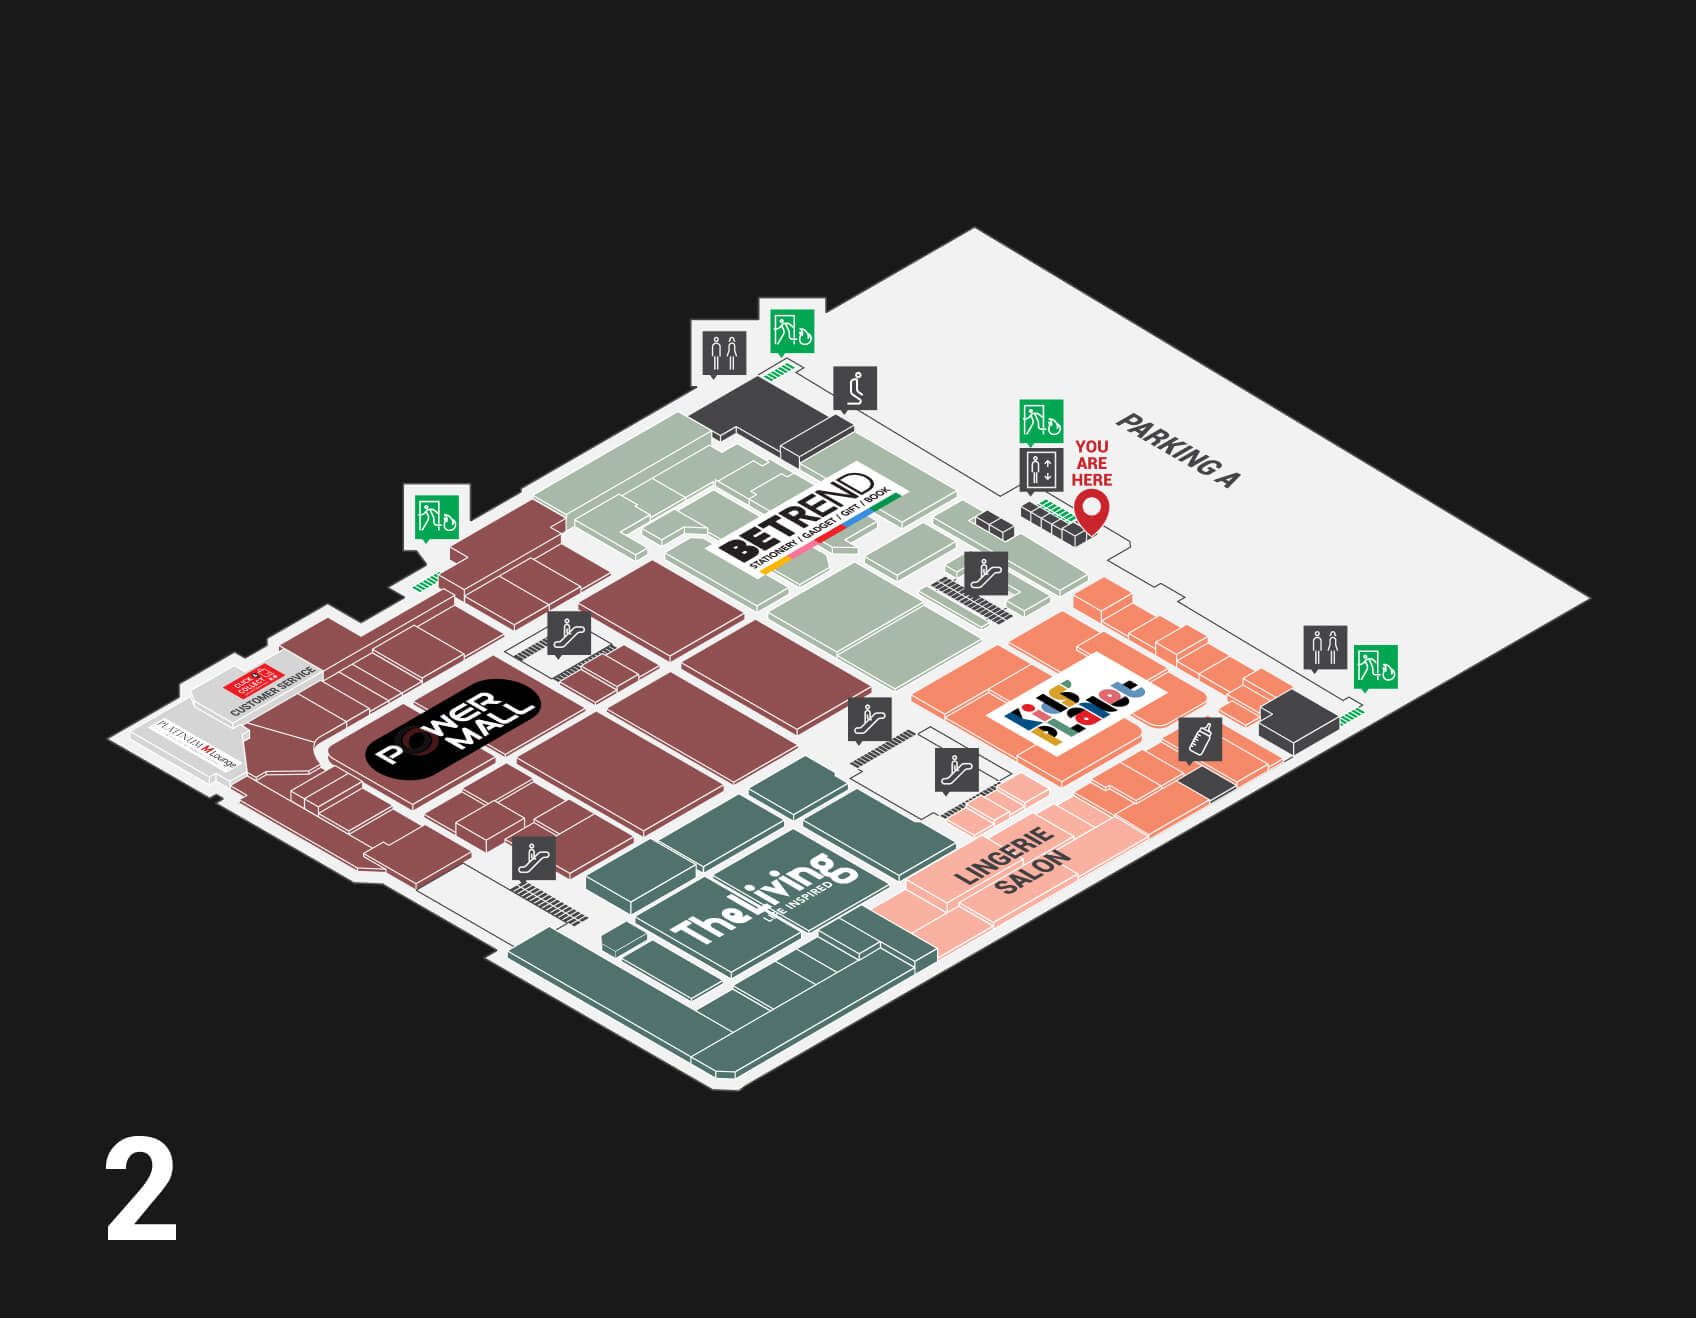 PARKING A
YOU
ARE
HERE
BETREND
STATIONERY / GADGET / GIFT / BOOK
CLICK &
COLLECT
CUSTOMER SERVICE
PLATINUM M Lounge
POWER
MALL
KiDS
PLANET
LINGERIE
SALON
The Living
LIFE INSPIRED
2